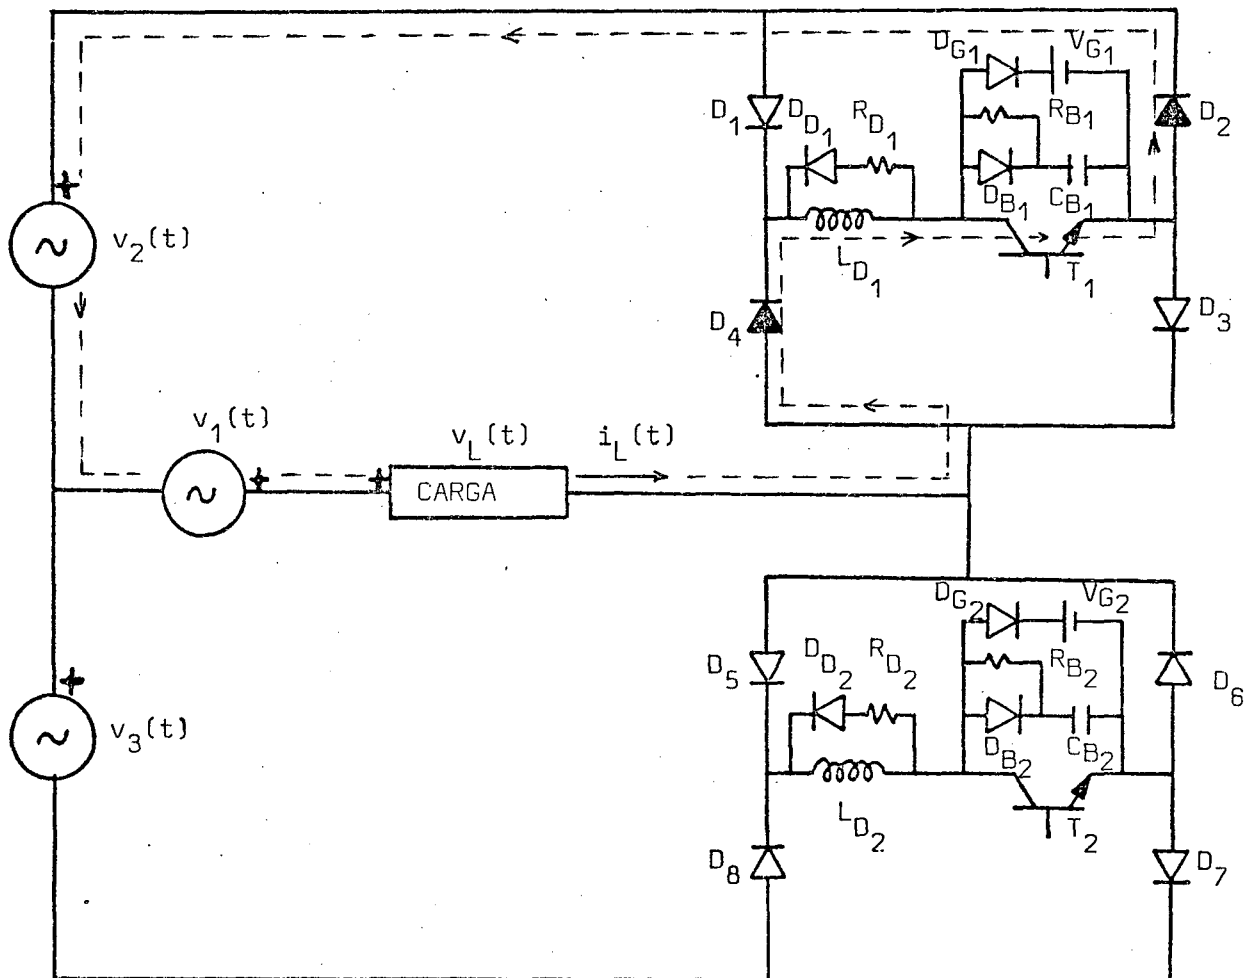 D_G1 V_G1
D_1 D_D1 R_D1 R_B1 D_2
D_B1 C_B1
v_2(t)
L_D1 T_1
D_4 D_3
v_1(t) v_L(t) i_L(t)
CARGA
D_G2 V_G2
D_5 D_D2 R_D2 R_B2 D_6
v_3(t)
D_B2 C_B2
L_D2 T_2
D_8 D_7